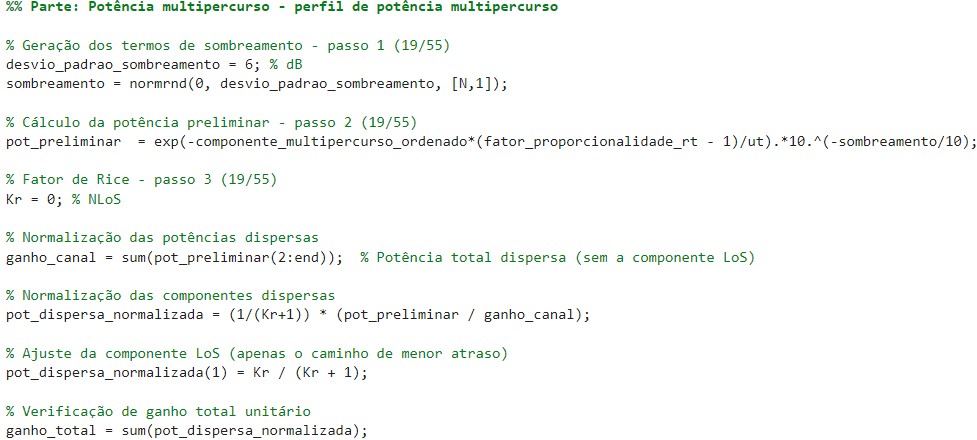 %% Parte: Potência multipercurso - perfil de potência multipercurso
% Geração dos termos de sombreamento - passo 1 (19/55)
desvio_padrao_sombreamento = 6; % dB
sombreamento = normrnd(0, desvio_padrao_sombreamento, [N,1]);
% Cálculo da potência preliminar - passo 2 (19/55)
pot_preliminar  = exp(-componente_multipercurso_ordenado*(fator_proporcionalidade_rt - 1)/ut).*10.^(-sombreamento/10);
% Fator de Rice - passo 3 (19/55)
Kr = 0; % NLoS
% Normalização das potências dispersas
ganho_canal = sum(pot_preliminar(2:end));  % Potência total dispersa (sem a componente LoS)
% Normalização das componentes dispersas
pot_dispersa_normalizada = (1/(Kr+1)) * (pot_preliminar / ganho_canal);
% Ajuste da componente LoS (apenas o caminho de menor atraso)
pot_dispersa_normalizada(1) = Kr / (Kr + 1);
% Verificação de ganho total unitário
ganho_total = sum(pot_dispersa_normalizada);